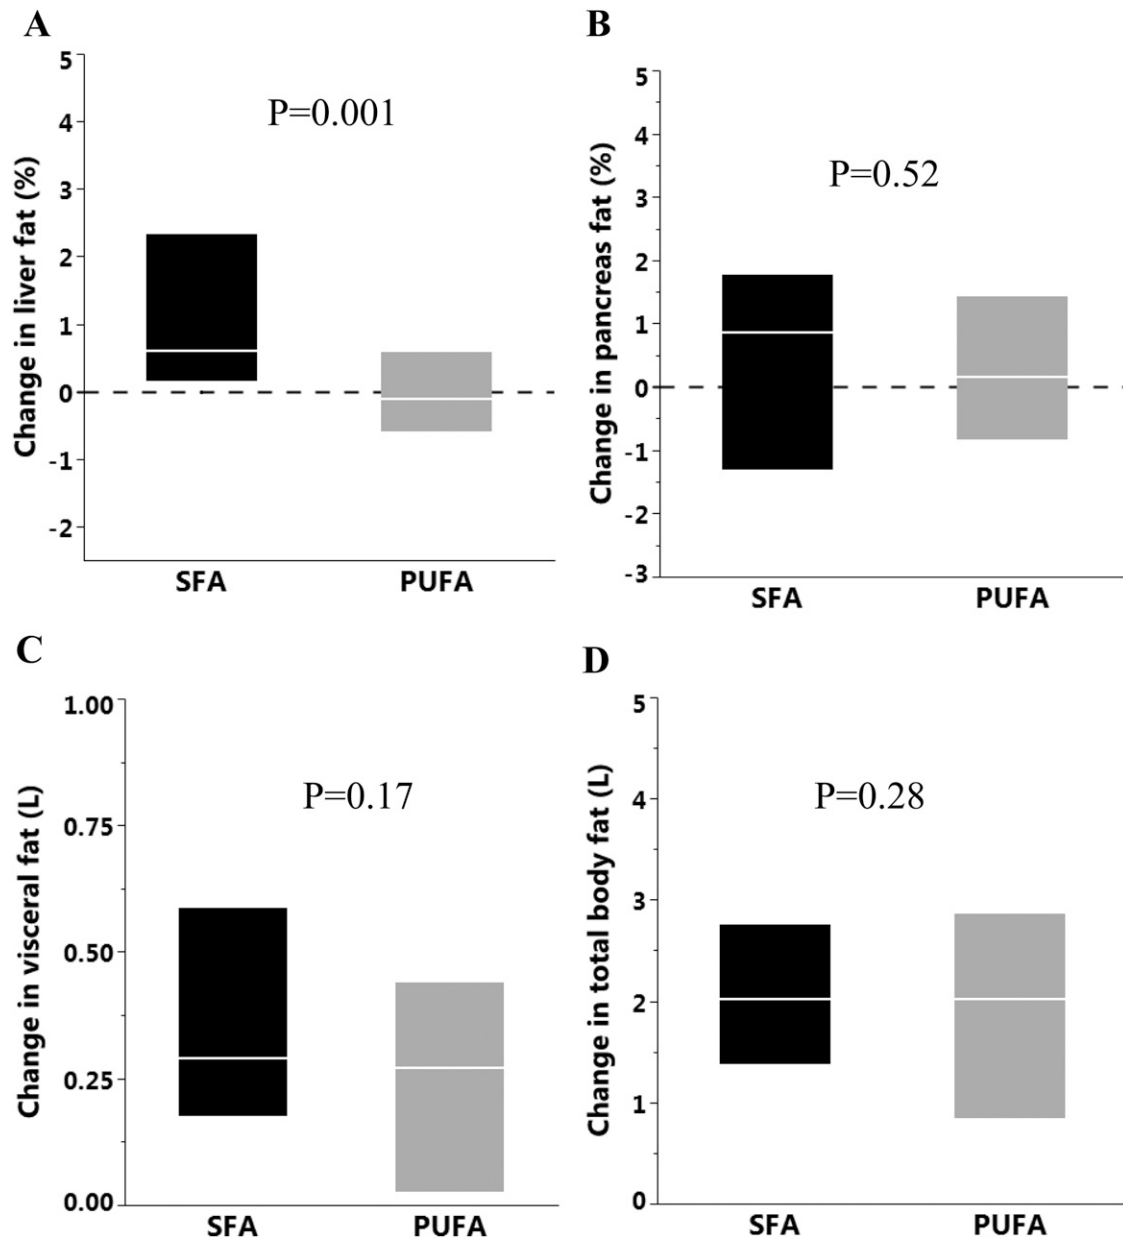 A
Change in liver fat (%)
5
4
3
2
1
0
-1
-2
P=0.001
SFA PUFA
B
Change in pancreas fat (%)
5
4
3
2
1
0
-1
-2
-3
P=0.52
SFA PUFA
C
Change in visceral fat (L)
1.00
0.75
0.50
0.25
0.00
P=0.17
SFA PUFA
D
Change in total body fat (L)
5
4
3
2
1
0
P=0.28
SFA PUFA